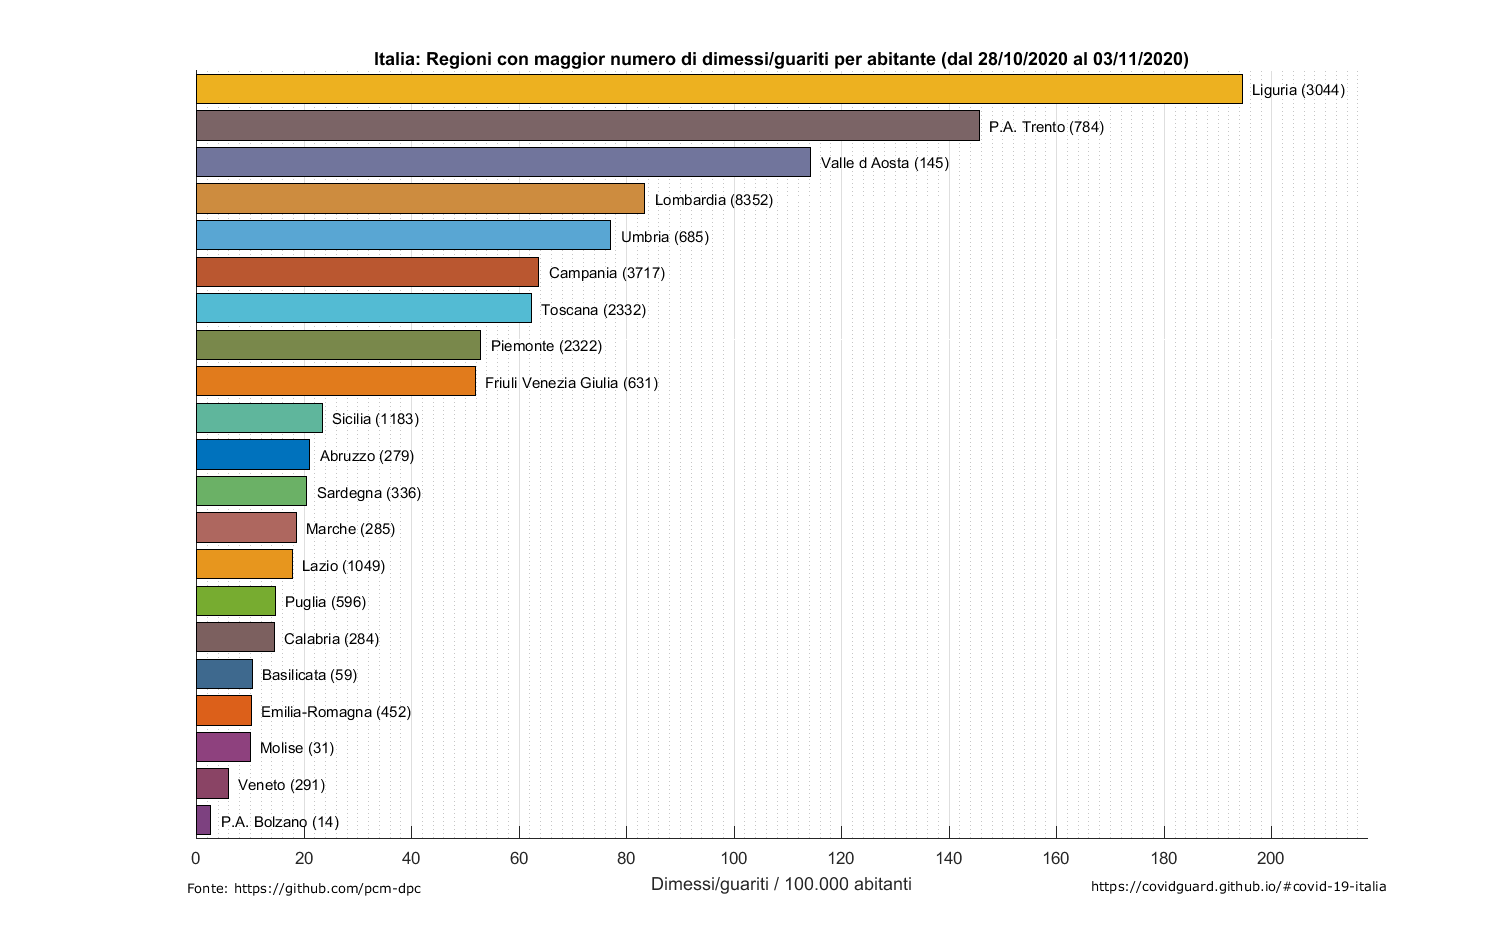 Italia: Regioni con maggior numero di dimessi/guariti per abitante (dal 28/10/2020 al 03/11/2020)
Liguria (3044)
P.A. Trento (784)
Valle d Aosta (145)
Lombardia (8352)
Umbria (685)
Campania (3717)
Toscana (2332)
Piemonte (2322)
Friuli Venezia Giulia (631)
Sicilia (1183)
Abruzzo (279)
Sardegna (336)
Marche (285)
Lazio (1049)
Puglia (596)
Calabria (284)
Basilicata (59)
Emilia-Romagna (452)
Molise (31)
Veneto (291)
P.A. Bolzano (14)
0 20 40 60 80 100 120 140 160 180 200
Dimessi/guariti / 100.000 abitanti
Fonte: https://github.com/pcm-dpc
https://covidguard.github.io/#covid-19-italia